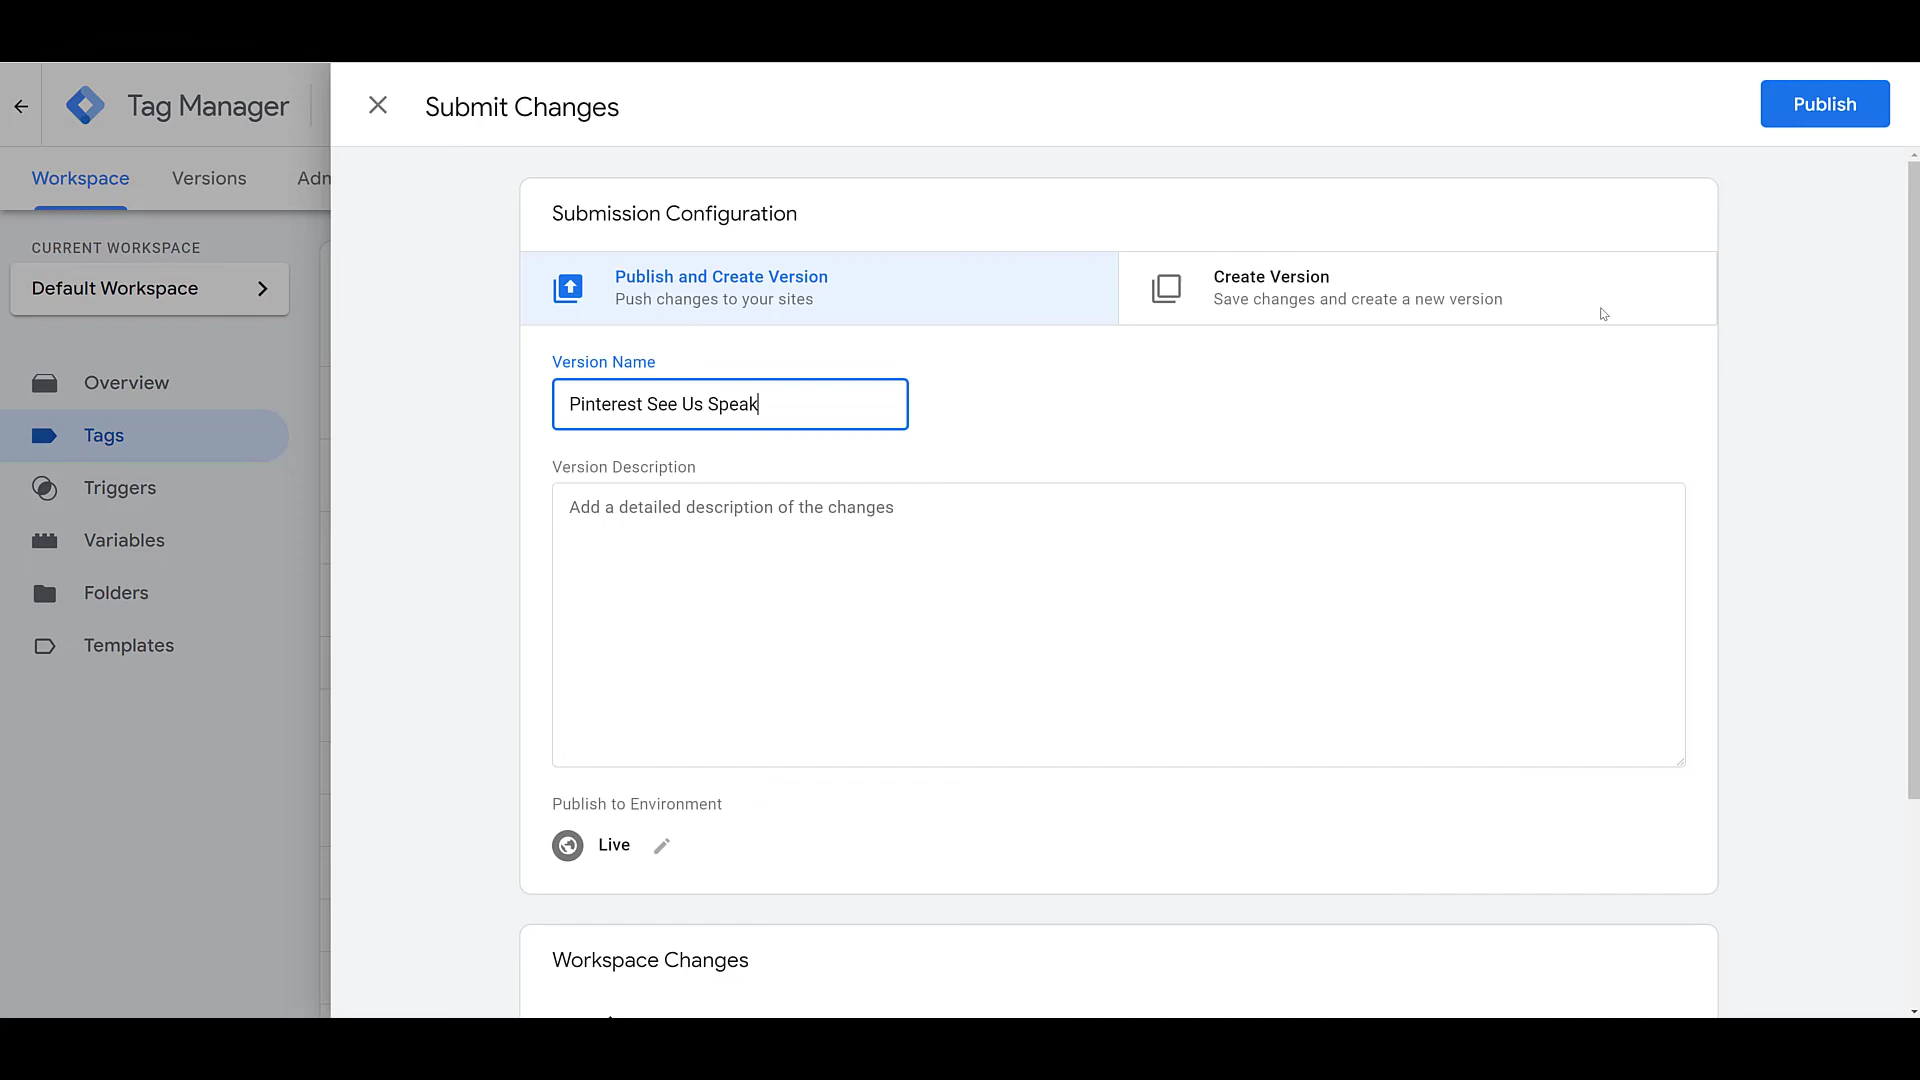 Tag Manager
Submit Changes
Publish
Workspace
Versions
Adm
CURRENT WORKSPACE
Default Workspace
Overview
Tags
Triggers
Variables
Folders
Templates
Submission Configuration
Publish and Create Version
Push changes to your sites
Create Version
Save changes and create a new version
Version Name
Pinterest See Us Speak
Version Description
Add a detailed description of the changes
Publish to Environment
Live
Workspace Changes